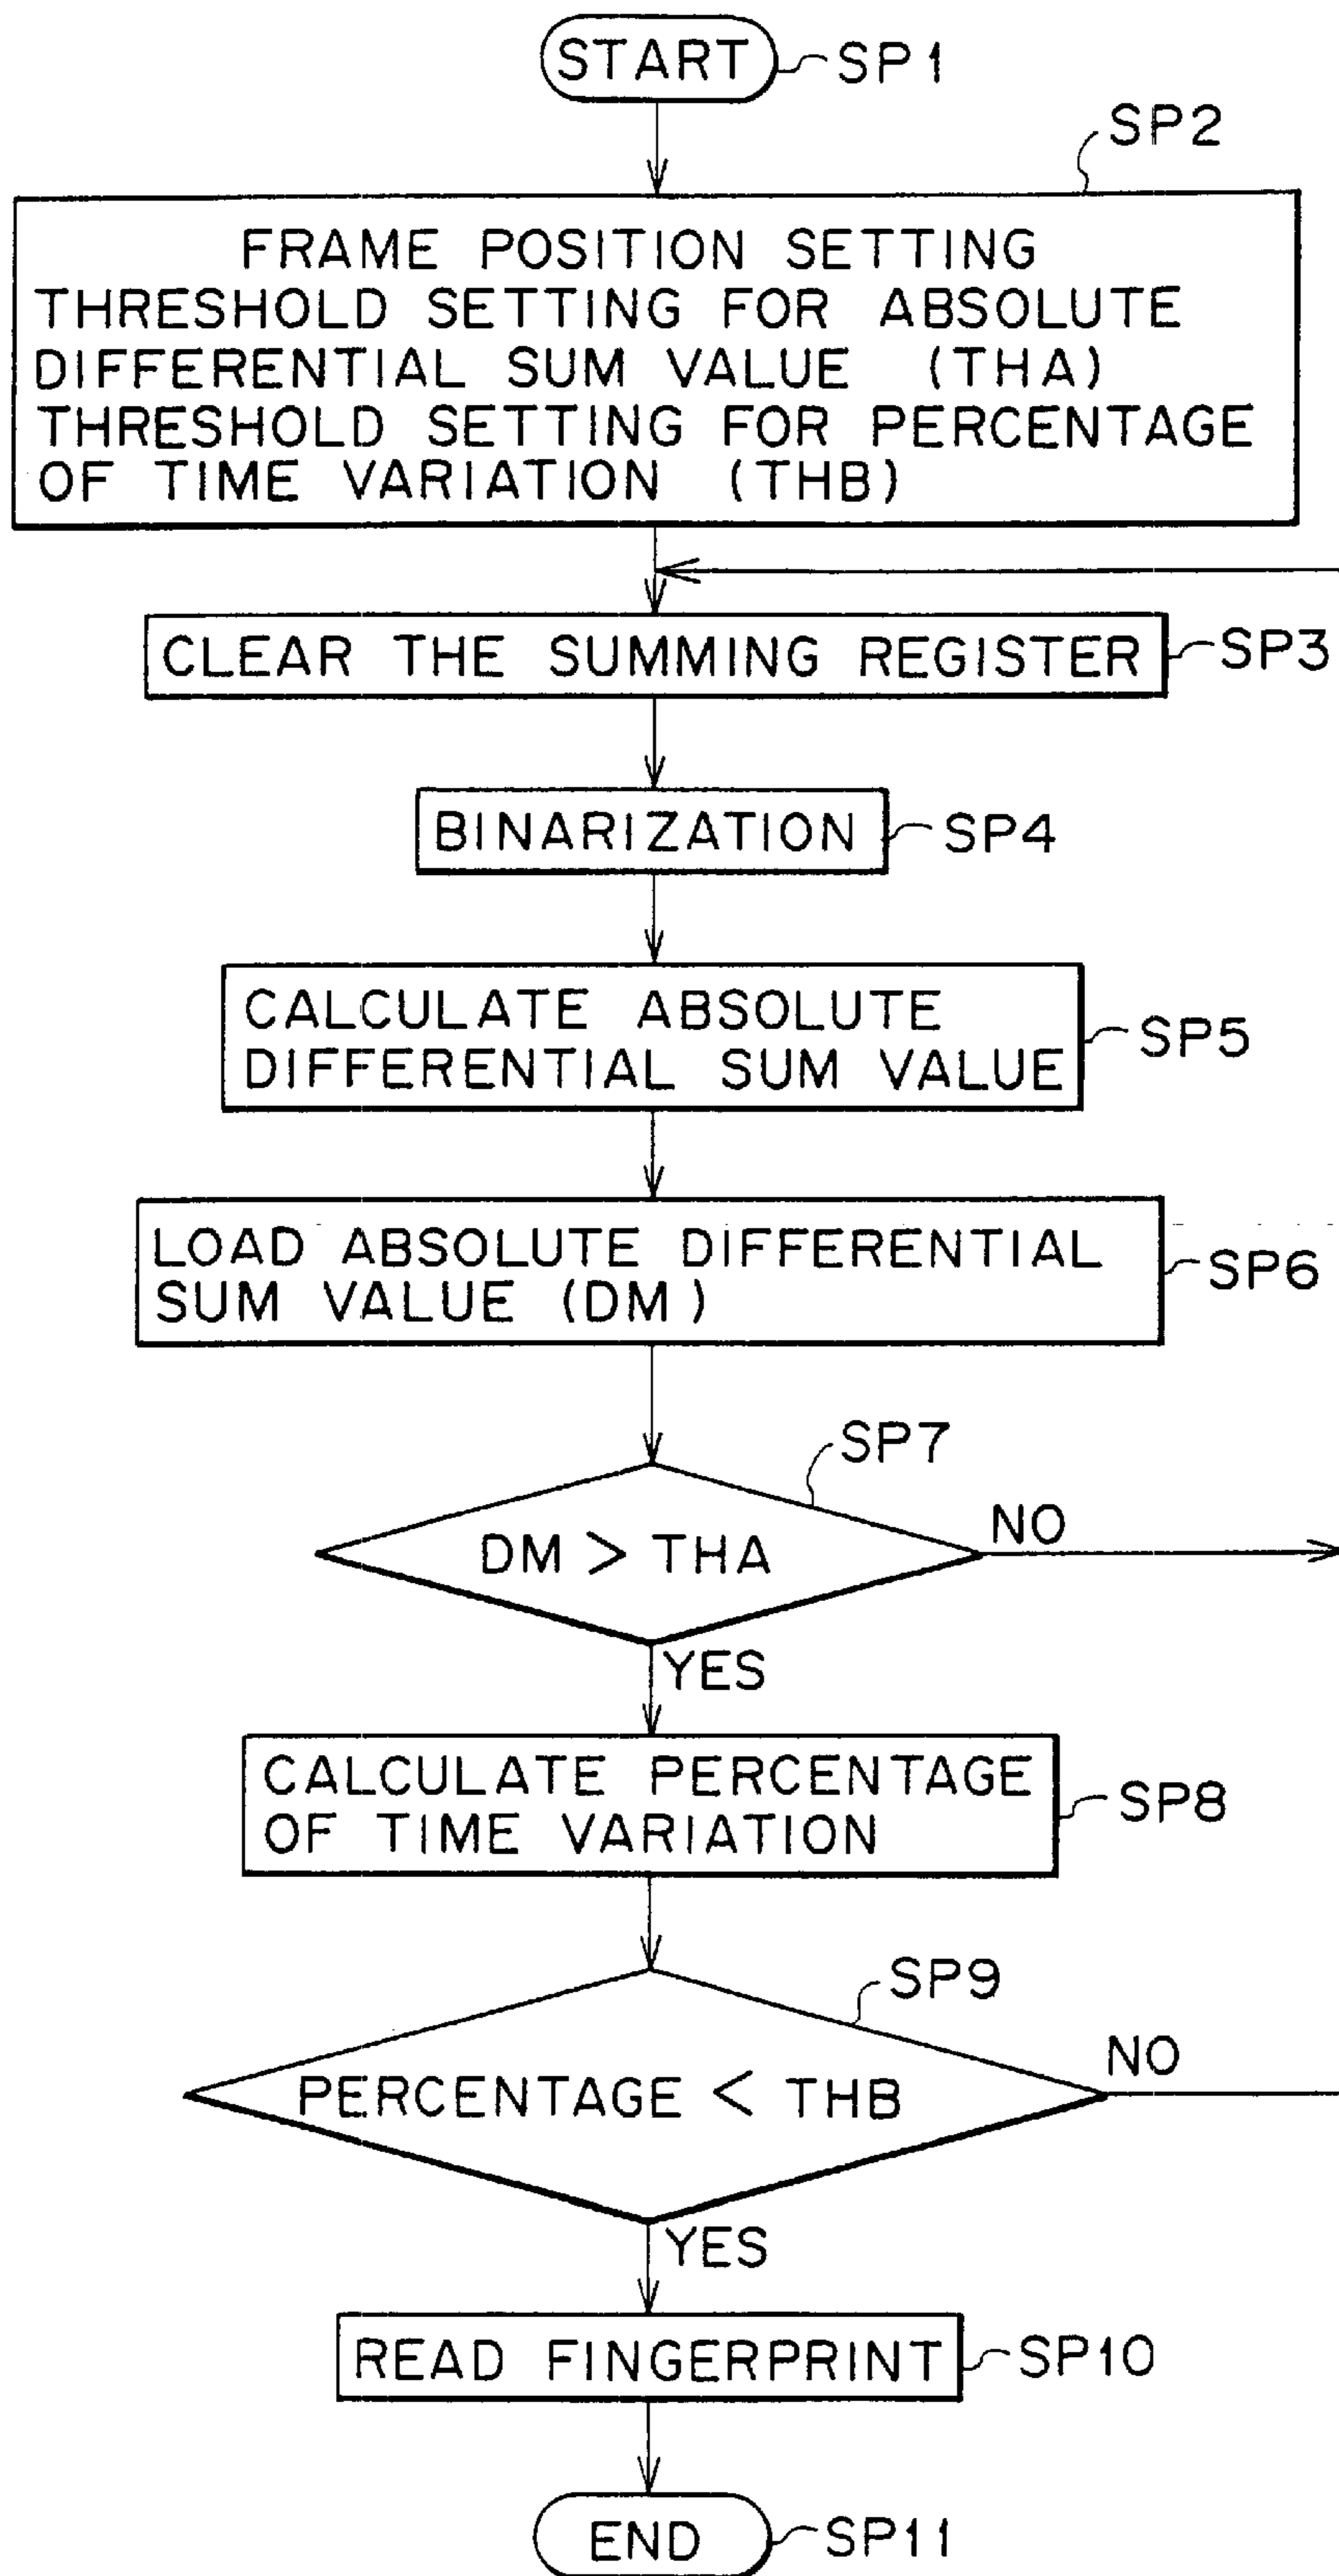 START
SP1
SP2
FRAME POSITION SETTING
THRESHOLD SETTING FOR ABSOLUTE
DIFFERENTIAL SUM VALUE (THA)
THRESHOLD SETTING FOR PERCENTAGE
OF TIME VARIATION (THB)
CLEAR THE SUMMING REGISTER
SP3
BINARIZATION
SP4
CALCULATE ABSOLUTE
DIFFERENTIAL SUM VALUE
SP5
LOAD ABSOLUTE DIFFERENTIAL
SUM VALUE (DM)
SP6
SP7
DM > THA
NO
YES
CALCULATE PERCENTAGE
OF TIME VARIATION
SP8
SP9
PERCENTAGE < THB
NO
YES
READ FINGERPRINT
SP10
END
SP11